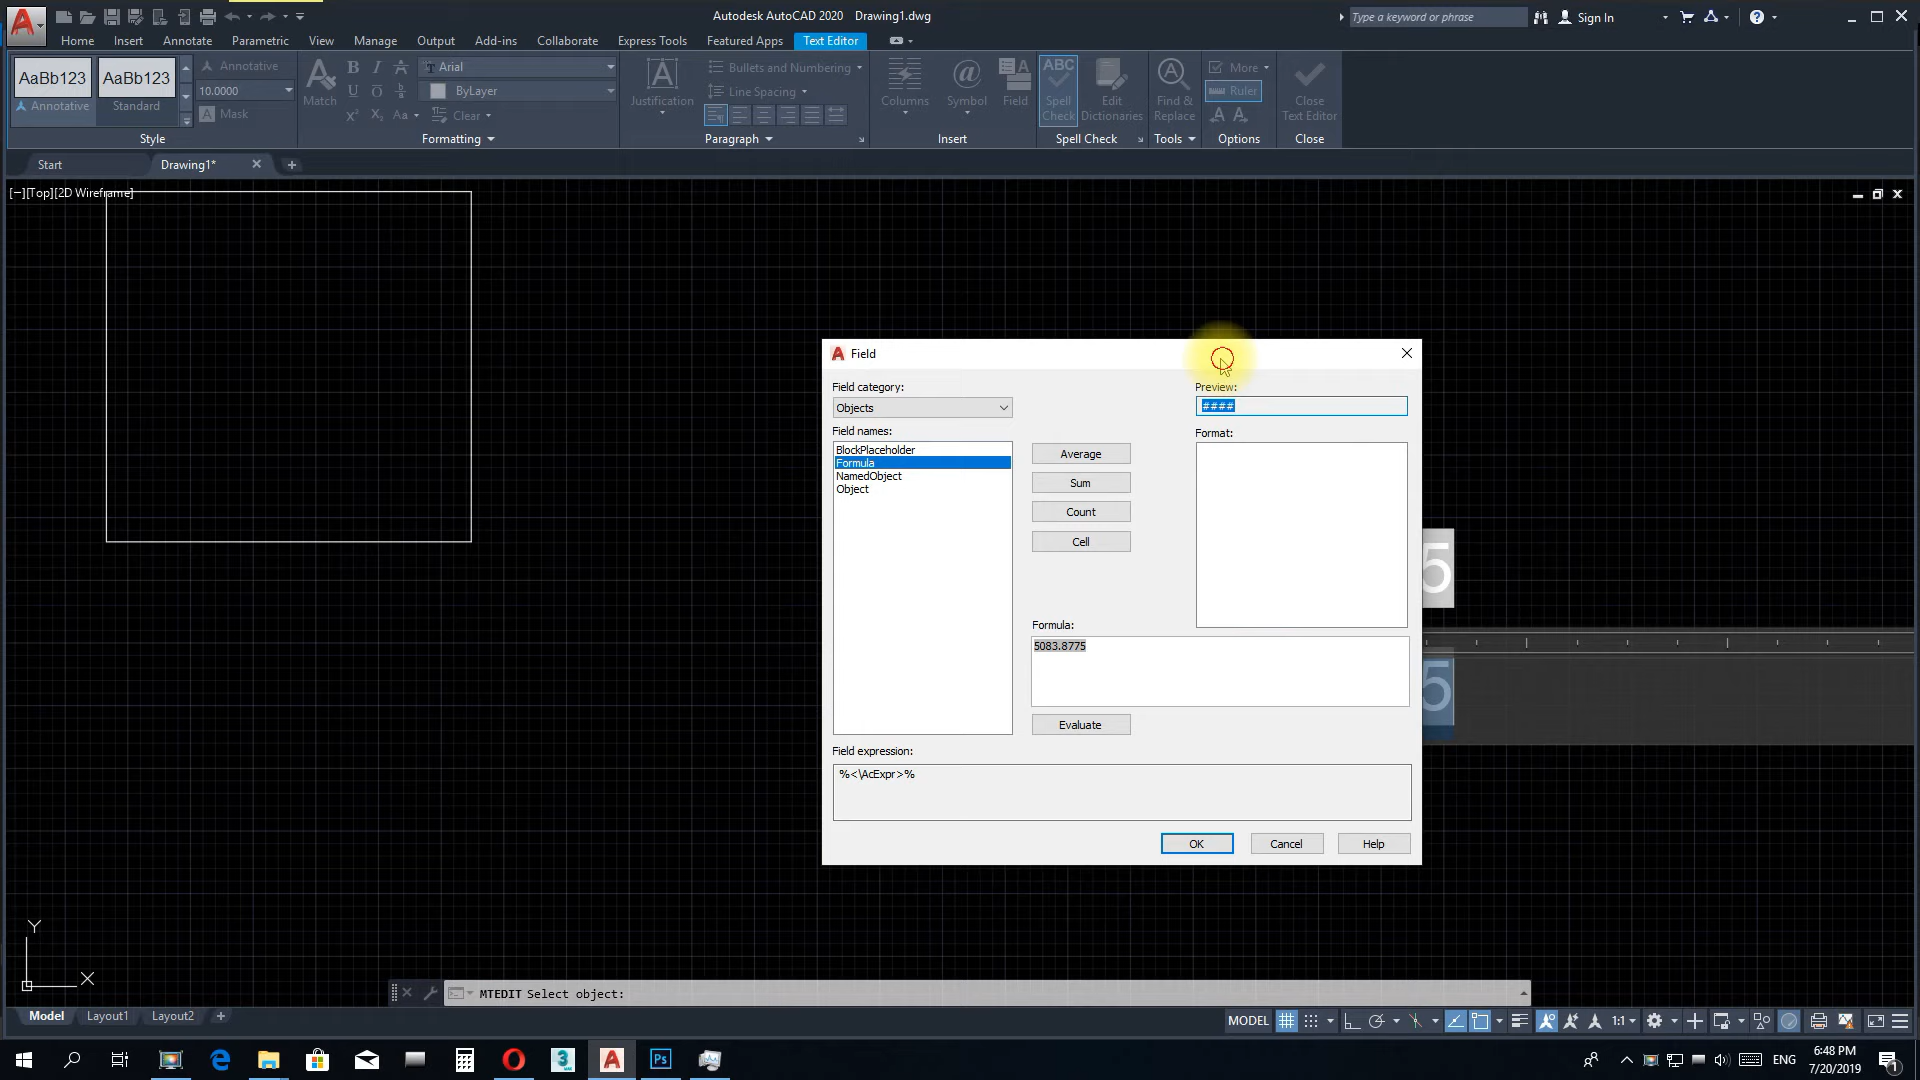 Autodesk AutoCAD 2020 Drawing1.dwg
Type a keyword or phrase
Sign In
Home Insert Annotate Parametric View Manage Output Add-ins Collaborate Express Tools Featured Apps Text Editor
AaBb123 AaBb123
Annotative Standard
Style
Annotative
10.0000
Mask
Match
Arial
ByLayer
Clear
Formatting
Justification
Bullets and Numbering
Line Spacing
Paragraph
Columns
Symbol
Field
Insert
ABC
Spell
Check
Edit
Dictionaries
Spell Check
Find &
Replace
Tools
More
Ruler
Options
Close
Text Editor
Close
Start
Drawing1*
[−][Top][2D Wireframe]
Field
Field category:
Objects
Field names:
BlockPlaceholder
Formula
NamedObject
Object
Average
Sum
Count
Cell
Preview:
####
Format:
Formula:
5083.8775
Evaluate
Field expression:
%<\AcExpr>%
OK
Cancel
Help
5
5
Y
X
MTEDIT Select object:
Model
Layout1
Layout2
MODEL
1:1
ENG
6:48 PM
7/20/2019